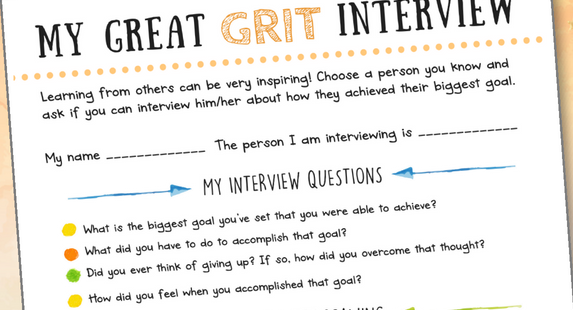 MY GREAT GRIT INTERVIEW
Learning from others can be very inspiring! Choose a person you know and
ask if you can interview him/her about how they achieved their biggest goal.
My name _____________ The person I am interviewing is _____________
MY INTERVIEW QUESTIONS
What is the biggest goal you've set that you were able to achieve?
What did you have to do to accomplish that goal?
Did you ever think of giving up? If so, how did you overcome that thought?
How did you feel when you accomplished that goal?